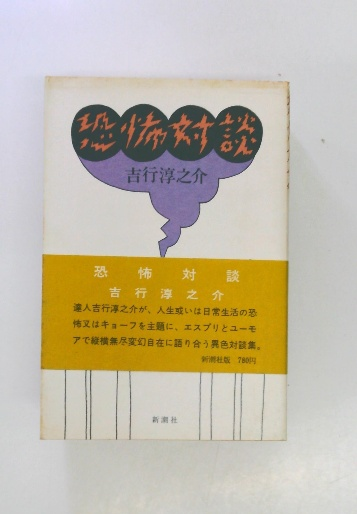 恐怖対談
吉行淳之介
恐怖対談
吉行淳之介
達人吉行淳之介が、人生或いは日常生活の恐
怖又はキョーフを主題に、エスプリとユーモ
アで縦横無尽変幻自在に語り合う異色対談集。
新潮社版 780円
新潮社